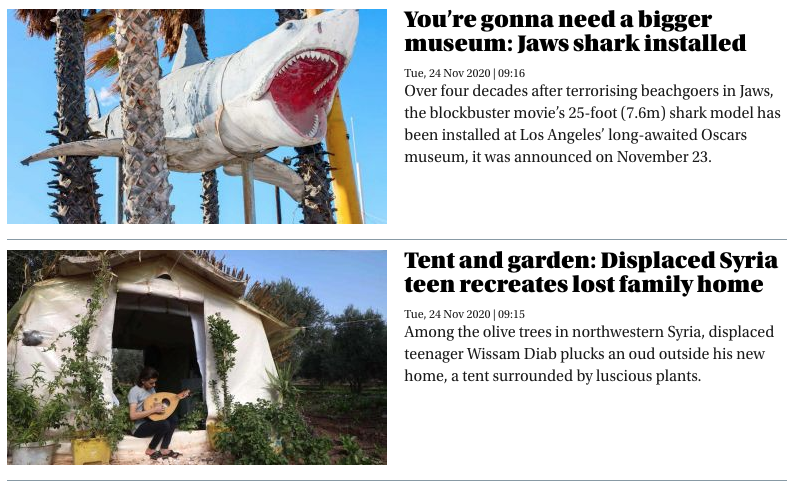 You’re gonna need a bigger
museum: Jaws shark installed
Tue, 24 Nov 2020 | 09:16
Over four decades after terrorising beachgoers in Jaws,
the blockbuster movie’s 25-foot (7.6m) shark model has
been installed at Los Angeles’ long-awaited Oscars
museum, it was announced on November 23.
Tent and garden: Displaced Syria
teen recreates lost family home
Tue, 24 Nov 2020 | 09:15
Among the olive trees in northwestern Syria, displaced
teenager Wissam Diab plucks an oud outside his new
home, a tent surrounded by luscious plants.